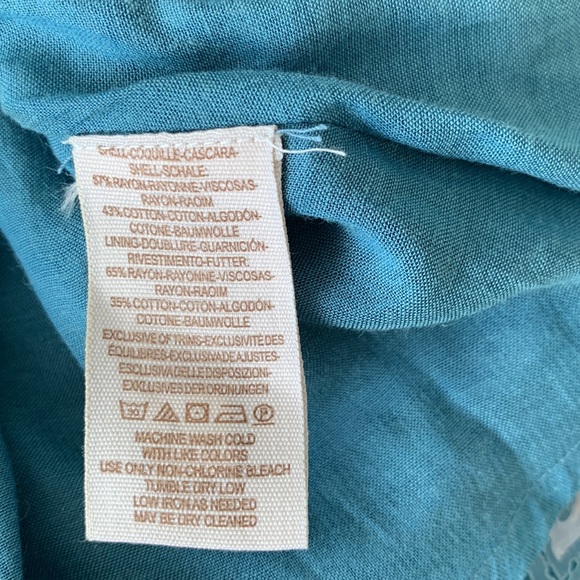 SHELL-COQUILLE-CASCARA-
SHELL-SCHALE:
57% RAYON-RAYONNE-VISCOSAS-
RAYON-RAOIM
43% COTTON-COTON-ALGODÓN-
COTONE-BAUMWOLLE
LINING-DOUBLURE-GUARNICIÓN-
RIVESTIMENTO-FUTTER:
65% RAYON-RAYONNE-VISCOSAS-
RAYON-RAOIM
35% COTTON-COTON-ALGODÓN-
COTONE-BAUMWOLLE
EXCLUSIVE OF TRIMS-EXCLUSIVITE DES
ÉQUILIBRES-EXCLUSIVA DE AJUSTES-
ESCLUSIVA DELLE DISPOSIZIONI-
EXKLUSIVES DER ORDNUNGEN
30 P
MACHINE WASH COLD
WITH LIKE COLORS
USE ONLY NON-CHLORINE BLEACH
TUMBLE DRY LOW
LOW IRON AS NEEDED
MAY BE DRY CLEANED